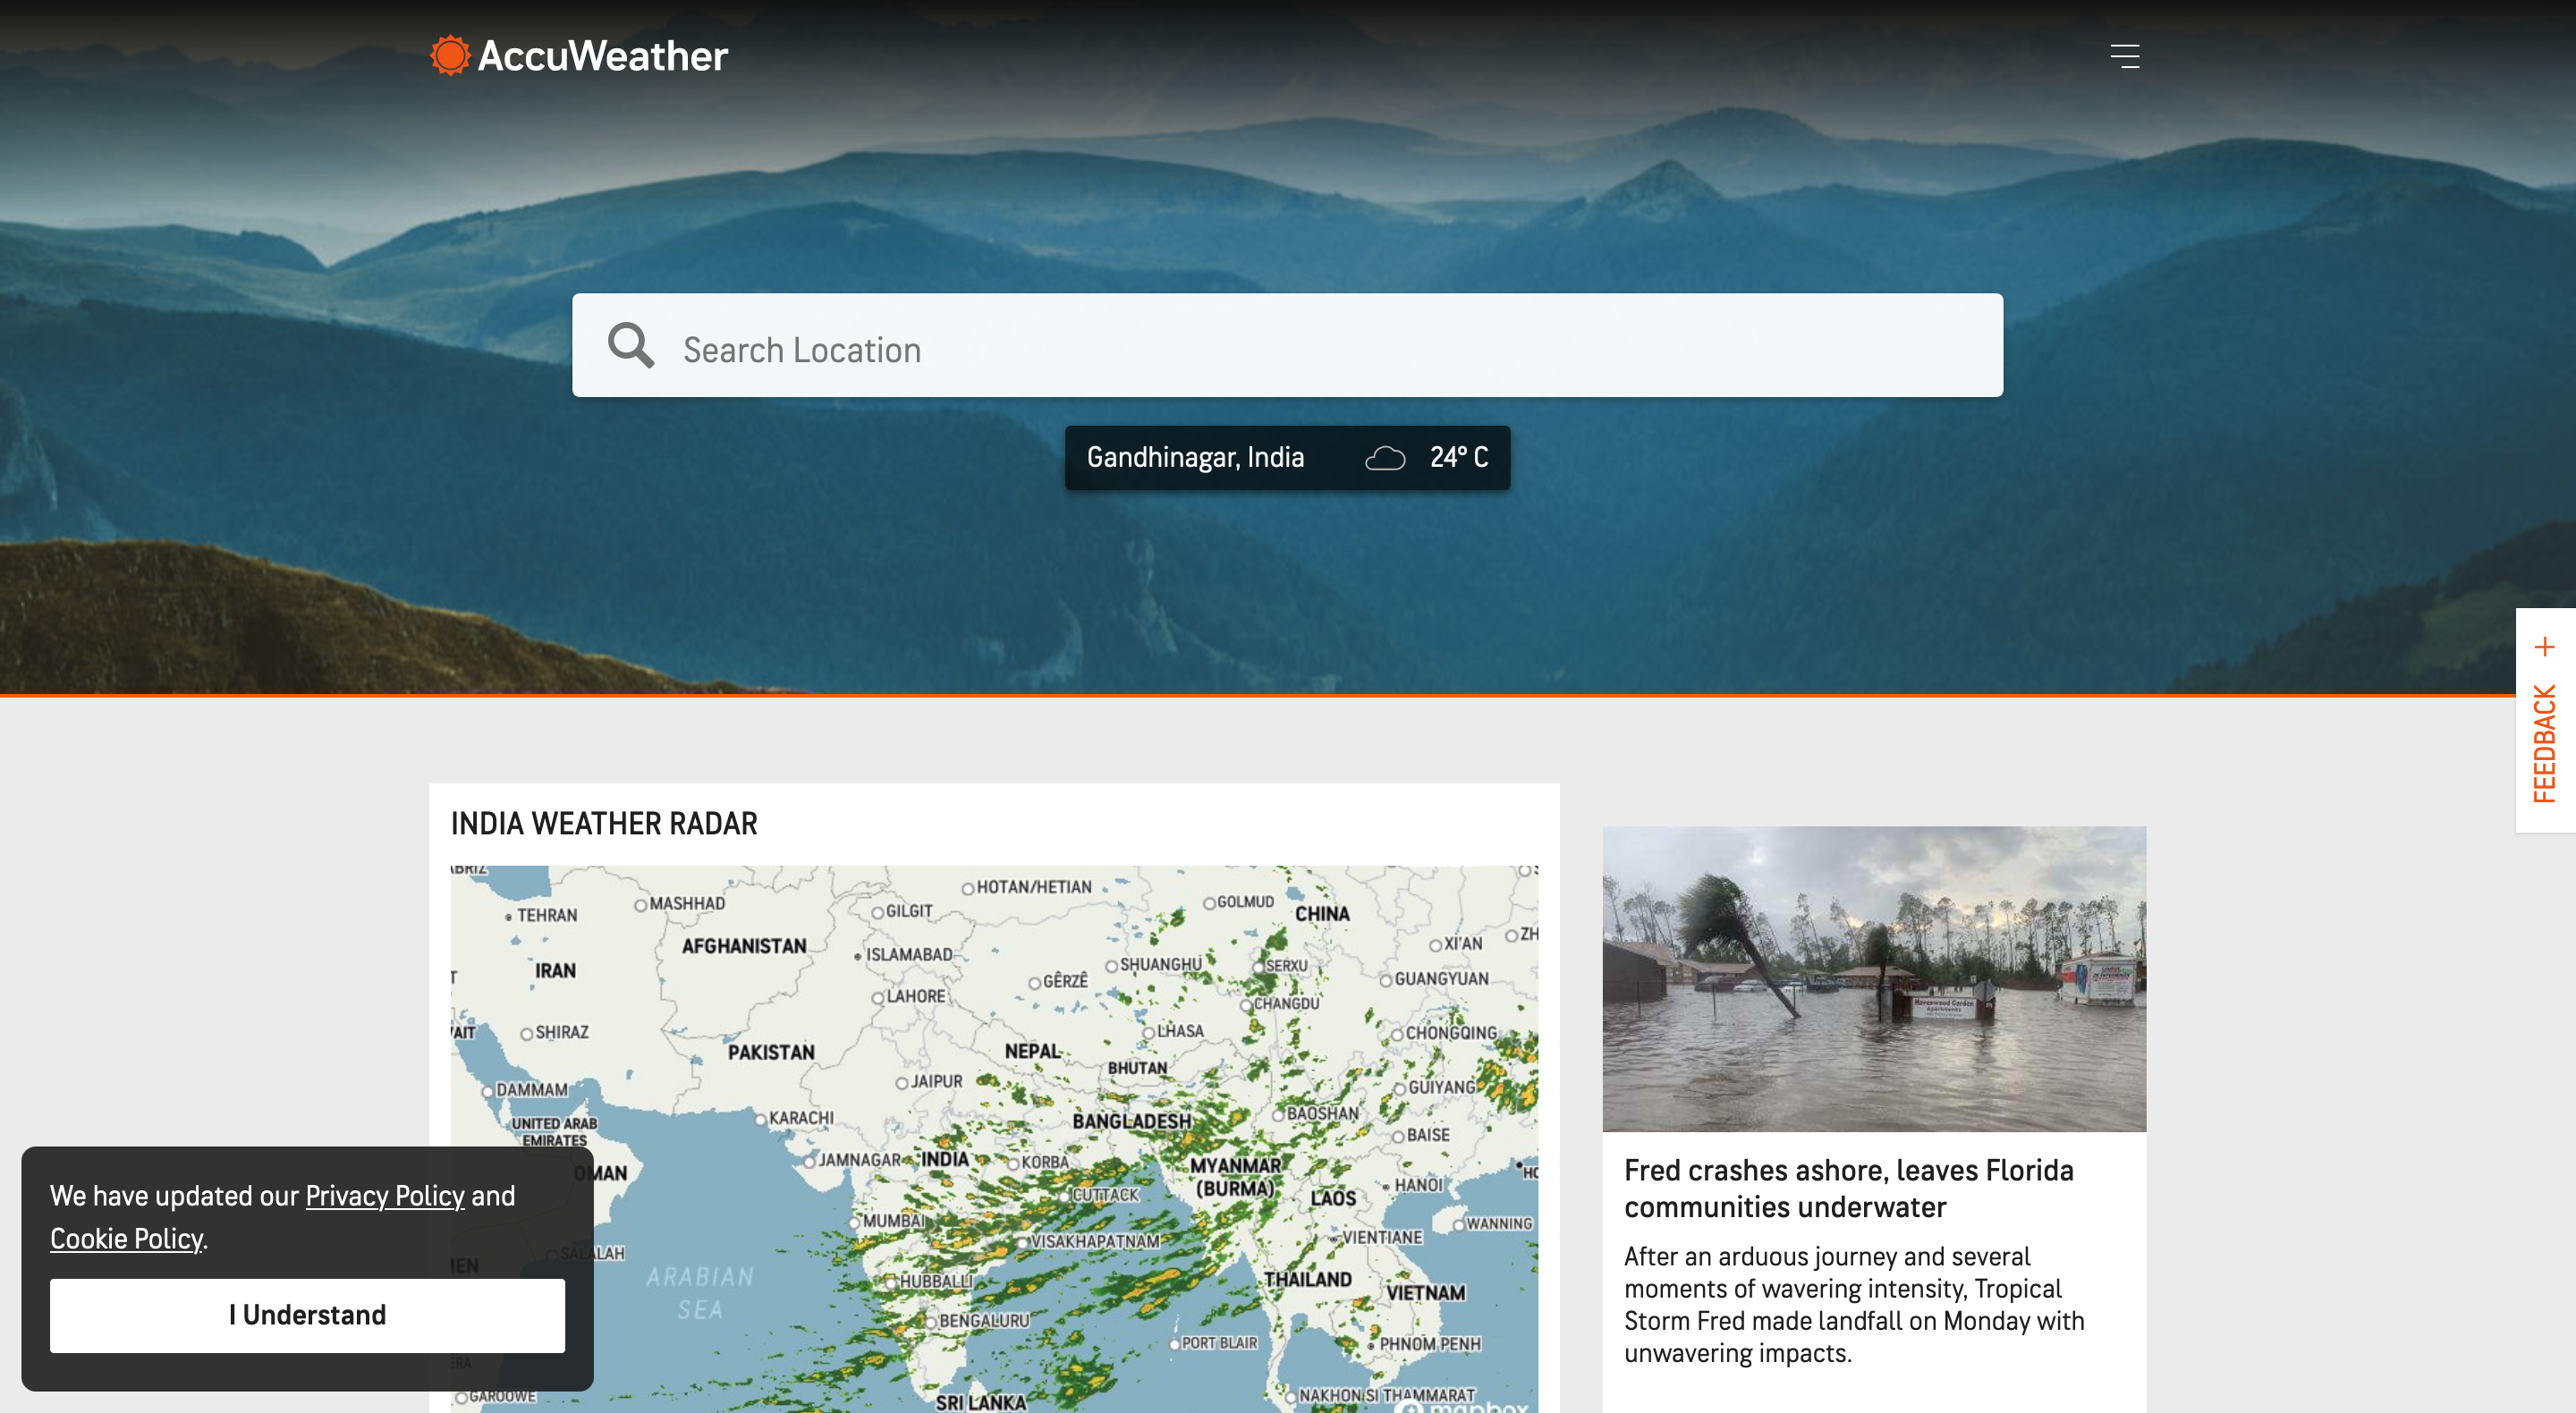 AccuWeather
Search Location
Gandhinagar, India 24° C
FEEDBACK +
INDIA WEATHER RADAR
HOTAN/HETIAN
MASHHAD
GOLMUD
TEHRAN
GILGIT
CHINA
AFGHANISTAN
XI'AN
ISLAMABAD
IRAN
SHUANGHU
SERXU
GÊRZÊ
GUANGYUAN
LAHORE
CHANGDU
SHIRAZ
LHASA
CHONGQING
PAKISTAN
NEPAL
BHUTAN
JAIPUR
GUIYANG
DAMMAM
KARACHI
BANGLADESH
BAOSHAN
UNITED ARAB
EMIRATES
BAISE
JAMNAGAR
INDIA
KORBA
MYANMAR
(BURMA)
OMAN
CUTTACK
LAOS
HANOI
MUMBAI
WANNING
VISAKHAPATNAM
VIENTIANE
SALALAH
ARABIAN
SEA
HUBBALLI
THAILAND
VIETNAM
BENGALURU
PORT BLAIR
PHNOM PENH
GAROOWE
SRI LANKA
NAKHON SI THAMMARAT
mapbox
We have updated our Privacy Policy and
Cookie Policy.
I Understand
Havenwood Garden
Apartments
Fred crashes ashore, leaves Florida
communities underwater
After an arduous journey and several
moments of wavering intensity, Tropical
Storm Fred made landfall on Monday with
unwavering impacts.